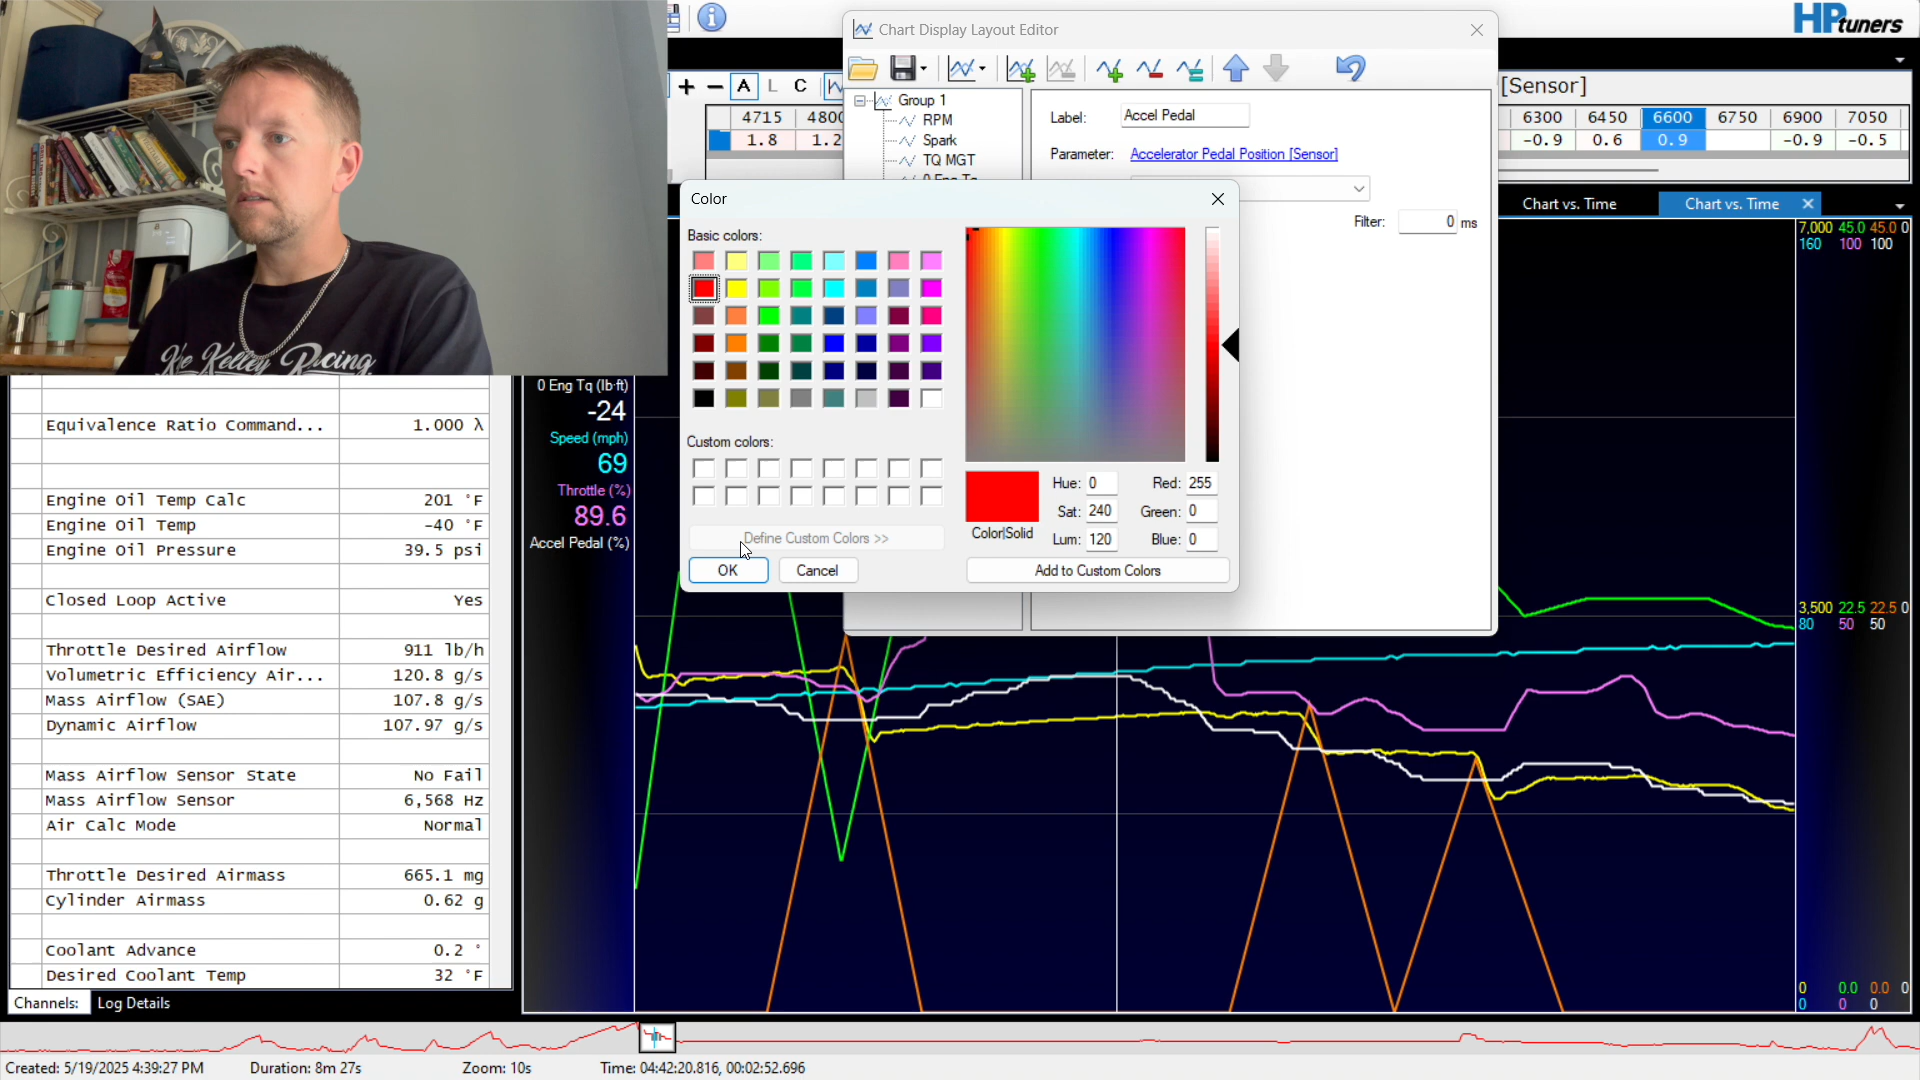 HPtuners
Chart Display Layout Editor
A L C
4715 4800
1.8 1.2
Group 1
RPM
Spark
TQ MGT
0 Eng Tq
Label: Accel Pedal
Parameter: Accelerator Pedal Position [Sensor]
Filter: 0 ms
[Sensor]
6300 6450 6600 6750 6900 7050
-0.9 0.6 0.9 -0.9 -0.5
Chart vs. Time Chart vs. Time
7,000 45.0 45.0 0
160 100 100
Color
Basic colors:
Custom colors:
Define Custom Colors >>
OK Cancel
Hue: 0 Red: 255
Sat: 240 Green: 0
Lum: 120 Blue: 0
Color|Solid
Add to Custom Colors
Ike Kelley Racing
0 Eng Tq (lb·ft)
-24
Speed (mph)
69
Throttle (%)
89.6
Accel Pedal (%)
Equivalence Ratio Command... 1.000 λ
Engine Oil Temp Calc 201 °F
Engine Oil Temp -40 °F
Engine Oil Pressure 39.5 psi
Closed Loop Active Yes
Throttle Desired Airflow 911 lb/h
Volumetric Efficiency Air... 120.8 g/s
Mass Airflow (SAE) 107.8 g/s
Dynamic Airflow 107.97 g/s
Mass Airflow Sensor State No Fail
Mass Airflow Sensor 6,568 Hz
Air Calc Mode Normal
Throttle Desired Airmass 665.1 mg
Cylinder Airmass 0.62 g
Coolant Advance 0.2 °
Desired Coolant Temp 32 °F
3,500 22.5 22.5 0
80 50 50
0 0.0 0.0 0
0 0 0
Channels: Log Details
Created: 5/19/2025 4:39:27 PM Duration: 8m 27s Zoom: 10s Time: 04:42:20.816, 00:02:52.696